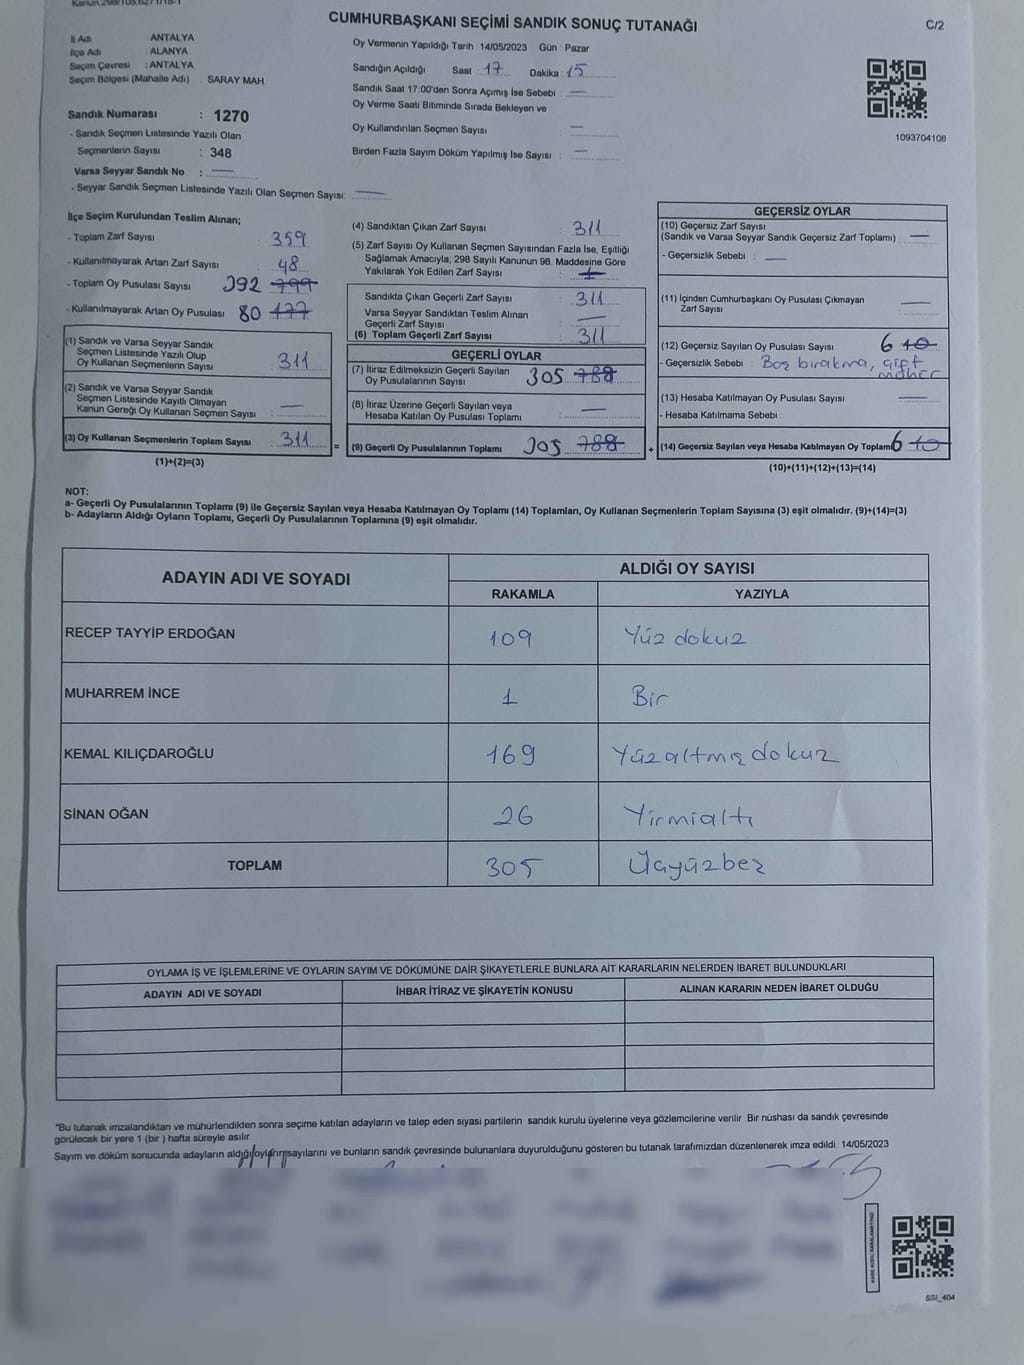 CUMHURBAŞKANI SEÇİMİ SANDIK SONUÇ TUTANAĞI
C/2
İl Adı ANTALYA
İlçe Adı : ALANYA
Seçim Çevresi : ANTALYA
Seçim Bölgesi (Mahalle Adı) : SARAY MAH.
Sandık Numarası : 1270
- Sandık Seçmen Listesinde Yazılı Olan
Seçmenlerin Sayısı : 348
Varsa Seyyar Sandık No : —
- Seyyar Sandık Seçmen Listesinde Yazılı Olan Seçmen Sayısı: —
Oy Vermenin Yapıldığı Tarih : 14/05/2023 Gün : Pazar
Sandığın Açıldığı Saat : 17 Dakika : 15
Sandık Saat 17:00'den Sonra Açımış İse Sebebi : —
Oy Verme Saati Bitiminde Sırada Bekleyen ve
Oy Kullandırılan Seçmen Sayısı —
Birden Fazla Sayım Döküm Yapılmış İse Sayısı : —
1093704108
İlçe Seçim Kurulundan Teslim Alınan;
- Toplam Zarf Sayısı : 359
- Kullanılmayarak Artan Zarf Sayısı : 48
- Toplam Oy Pusulası Sayısı 392 799
- Kullanılmayarak Artan Oy Pusulası 80 177
(1) Sandık ve Varsa Seyyar Sandık
Seçmen Listesinde Yazılı Olup
Oy Kullanan Seçmenlerin Sayısı : 311
(2) Sandık ve Varsa Seyyar Sandık
Seçmen Listesinde Kayıtlı Olmayan
Kanun Gereği Oy Kullanan Seçmen Sayısı : —
(3) Oy Kullanan Seçmenlerin Toplam Sayısı : 311
(1)+(2)=(3)
=
(4) Sandıktan Çıkan Zarf Sayısı : 311
(5) Zarf Sayısı Oy Kullanan Seçmen Sayısından Fazla İse, Eşitliği
Sağlamak Amacıyla, 298 Sayılı Kanunun 98. Maddesine Göre
Yakılarak Yok Edilen Zarf Sayısı :
Sandıkta Çıkan Geçerli Zarf Sayısı : 311
Varsa Seyyar Sandıktan Teslim Alınan
Geçerli Zarf Sayısı : —
(6) Toplam Geçerli Zarf Sayısı : 311
GEÇERLİ OYLAR
(7) İtiraz Edilmeksizin Geçerli Sayılan
Oy Pusulalarının Sayısı 305 788
(8) İtiraz Üzerine Geçerli Sayılan veya
Hesaba Katılan Oy Pusulası Toplamı : —
(9) Geçerli Oy Pusulalarının Toplamı 305 788
+
GEÇERSİZ OYLAR
(10) Geçersiz Zarf Sayısı
(Sandık ve Varsa Seyyar Sandık Geçersiz Zarf Toplamı) : —
- Geçersizlik Sebebi : —
(11) İçinden Cumhurbaşkanı Oy Pusulası Çıkmayan
Zarf Sayısı : —
(12) Geçersiz Sayılan Oy Pusulası Sayısı 6 10
- Geçersizlik Sebebi : Boş bırakma, çift
mühür
(13) Hesaba Katılmayan Oy Pusulası Sayısı : —
- Hesaba Katılmama Sebebi :
(14) Geçersiz Sayılan veya Hesaba Katılmayan Oy Toplamı 6 10
(10)+(11)+(12)+(13)=(14)
NOT:
a- Geçerli Oy Pusulalarının Toplamı (9) ile Geçersiz Sayılan veya Hesaba Katılmayan Oy Toplamı (14) Toplamları, Oy Kullanan Seçmenlerin Toplam Sayısına (3) eşit olmalıdır. (9)+(14)=(3)
b- Adayların Aldığı Oyların Toplamı, Geçerli Oy Pusulalarının Toplamına (9) eşit olmalıdır.
ADAYIN ADI VE SOYADI ALDIĞI OY SAYISI
RAKAMLA YAZIYLA
RECEP TAYYİP ERDOĞAN 109 Yüz dokuz
MUHARREM İNCE 1 Bir
KEMAL KILIÇDAROĞLU 169 Yüzaltmış dokuz
SİNAN OĞAN 26 Yirmialtı
TOPLAM 305 Üçyüzbeş
OYLAMA İŞ VE İŞLEMLERİNE VE OYLARIN SAYIM VE DÖKÜMÜNE DAİR ŞİKAYETLERLE BUNLARA AİT KARARLARIN NELERDEN İBARET BULUNDUKLARI
ADAYIN ADI VE SOYADI İHBAR İTİRAZ VE ŞİKAYETİN KONUSU ALINAN KARARIN NEDEN İBARET OLDUĞU
*Bu tutanak imzalandıktan ve mühürlendikten sonra seçime katılan adayların ve talep eden siyasi partilerin sandık kurulu üyelerine veya gözlemcilerine verilir. Bir nüshası da sandık çevresinde
görülecek bir yere 1 (bir ) hafta süreyle asılır.
Sayım ve döküm sonucunda adayların aldığı oyların sayılarını ve bunların sandık çevresinde bulunanlara duyurulduğunu gösteren bu tutanak tarafımızdan düzenlenerek imza edildi. 14/05/2023
KARE KODU KARALAMAYINIZ!
SSI_404